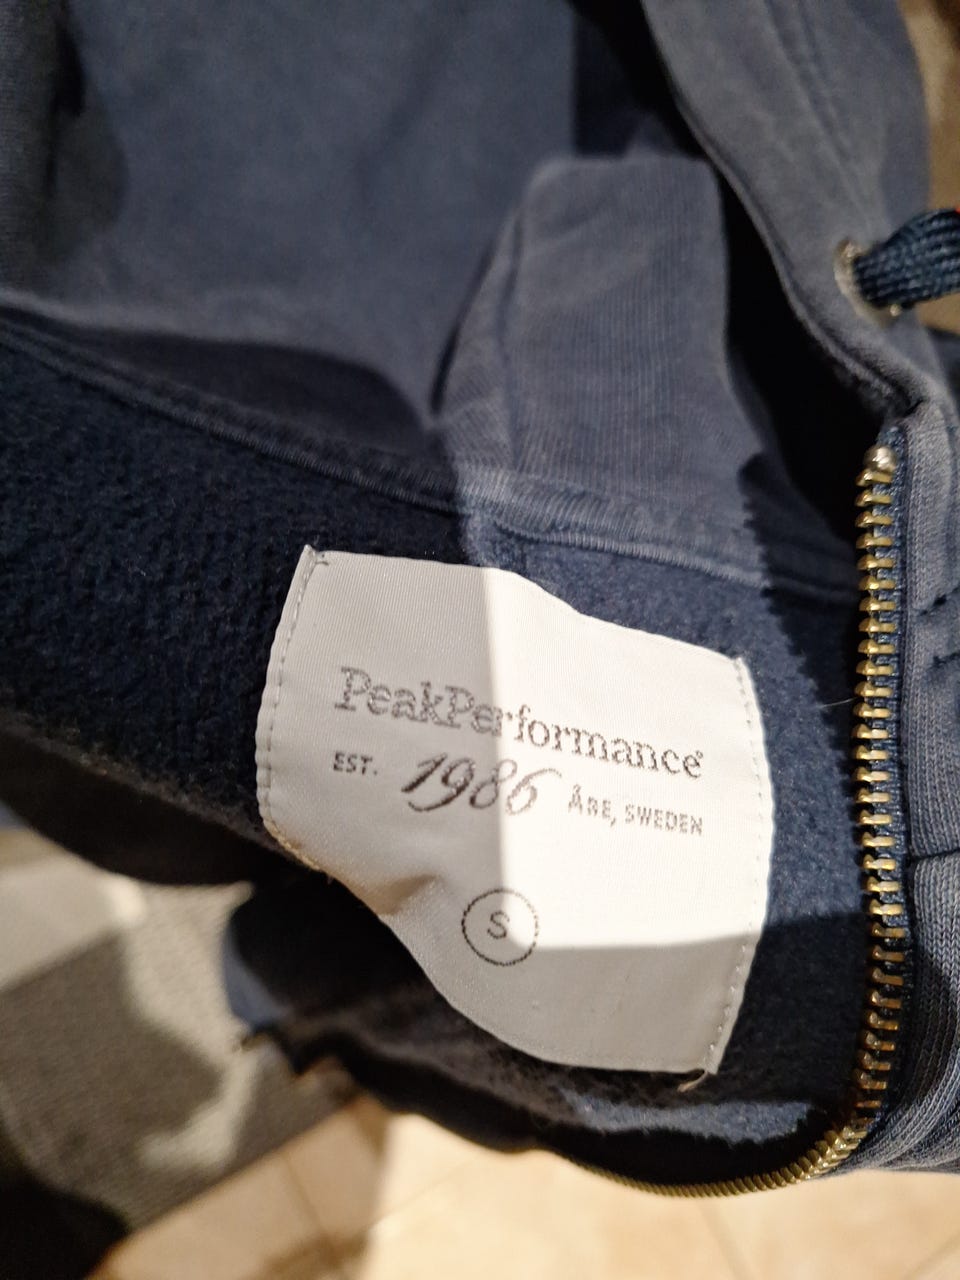 PeakPerformance®
EST. 1986 ÅRE, SWEDEN
S